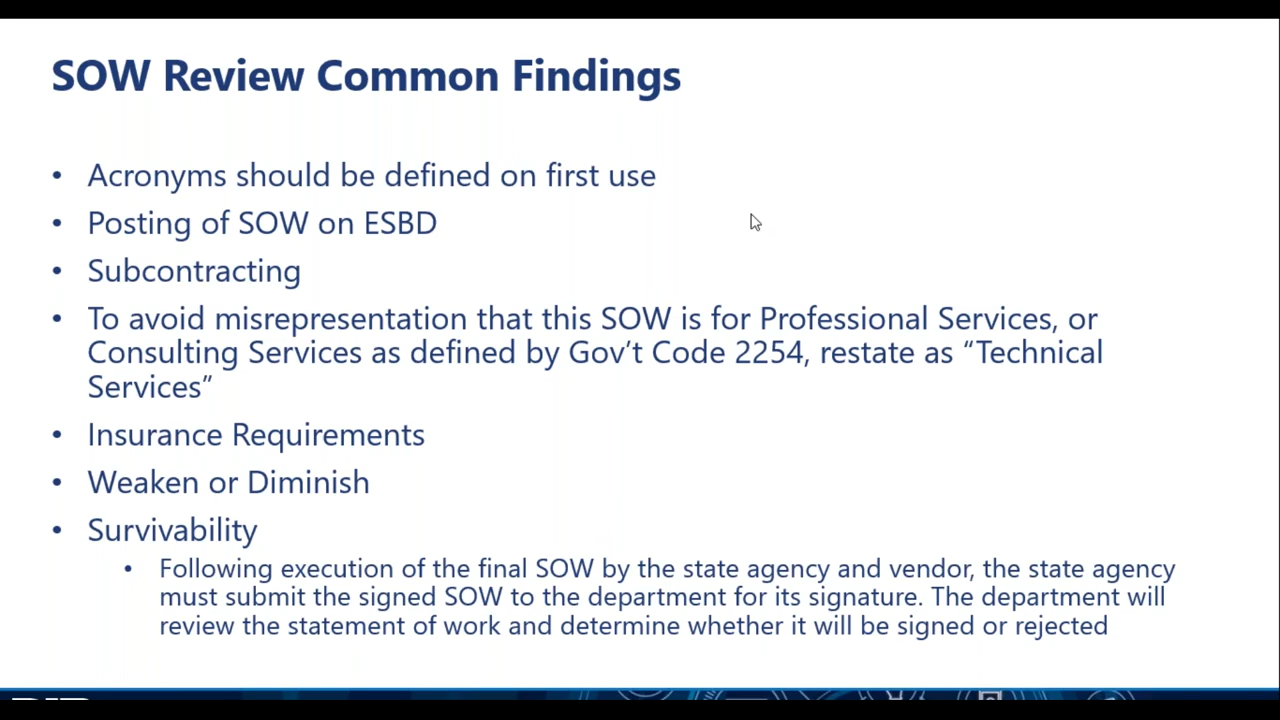 SOW Review Common Findings
• Acronyms should be defined on first use
• Posting of SOW on ESBD
• Subcontracting
• To avoid misrepresentation that this SOW is for Professional Services, or
Consulting Services as defined by Gov’t Code 2254, restate as “Technical
Services”
• Insurance Requirements
• Weaken or Diminish
• Survivability
• Following execution of the final SOW by the state agency and vendor, the state agency
must submit the signed SOW to the department for its signature. The department will
review the statement of work and determine whether it will be signed or rejected